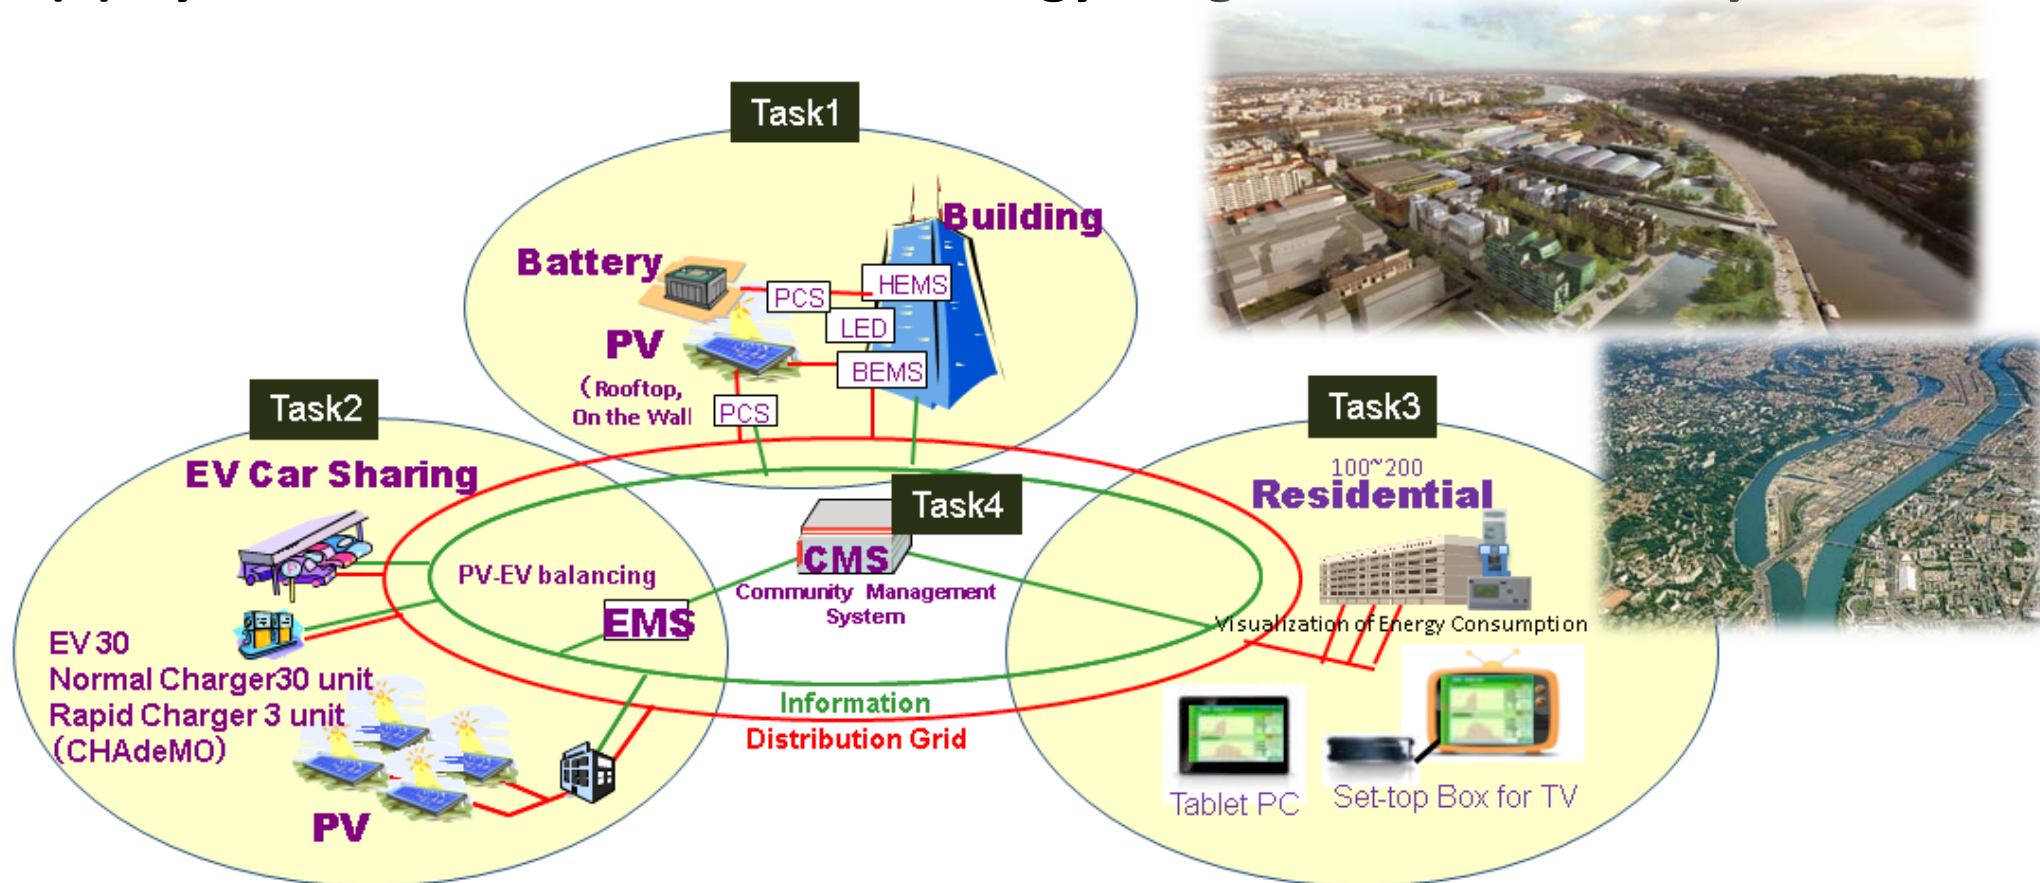 Task1
Building
Battery
HEMS
PCS
LED
PV
BEMS
(Rooftop,
On the Wall
PCS
Task2
EV Car Sharing
PV-EV balancing
EMS
EV 30
Normal Charger30 unit
Rapid Charger 3 unit
(CHAdeMO)
PV
Task4
CMS
Community Management
System
Information
Distribution Grid
Task3
100~200
Residential
Visualization of Energy Consumption
Tablet PC
Set-top Box for TV